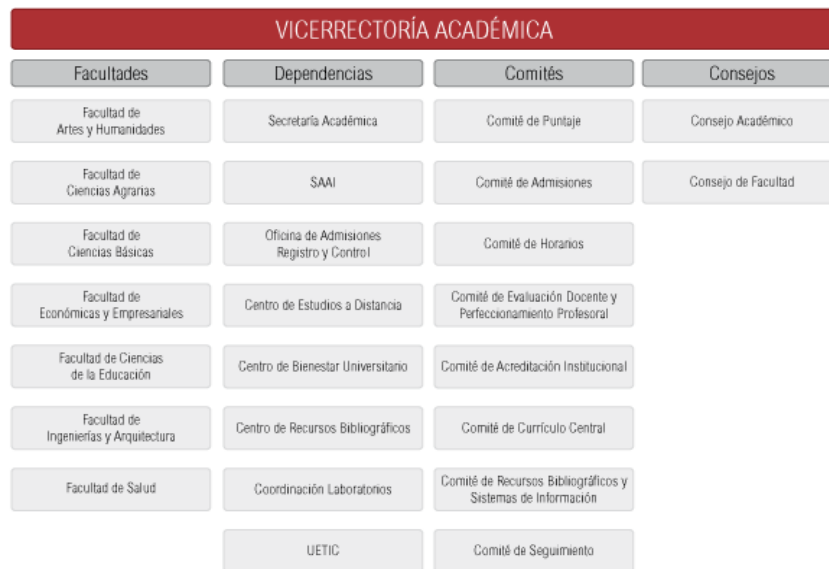 VICERRECTORÍA ACADÉMICA
Facultades
Dependencias
Comités
Consejos
Facultad de
Artes y Humanidades
Secretaría Académica
Comité de Puntaje
Consejo Académico
Facultad de
Ciencias Agrarias
SAAI
Comité de Admisiones
Consejo de Facultad
Facultad de
Ciencias Básicas
Oficina de Admisiones
Registro y Control
Comité de Horarios
Facultad de
Económicas y Empresariales
Centro de Estudios a Distancia
Comité de Evaluación Docente y
Perfeccionamiento Profesoral
Facultad de Ciencias
de la Educación
Centro de Bienestar Universitario
Comité de Acreditación Institucional
Facultad de
Ingenierías y Arquitectura
Centro de Recursos Bibliográficos
Comité de Currículo Central
Facultad de Salud
Coordinación Laboratorios
Comité de Recursos Bibliográficos y
Sistemas de Información
UETIC
Comité de Seguimiento